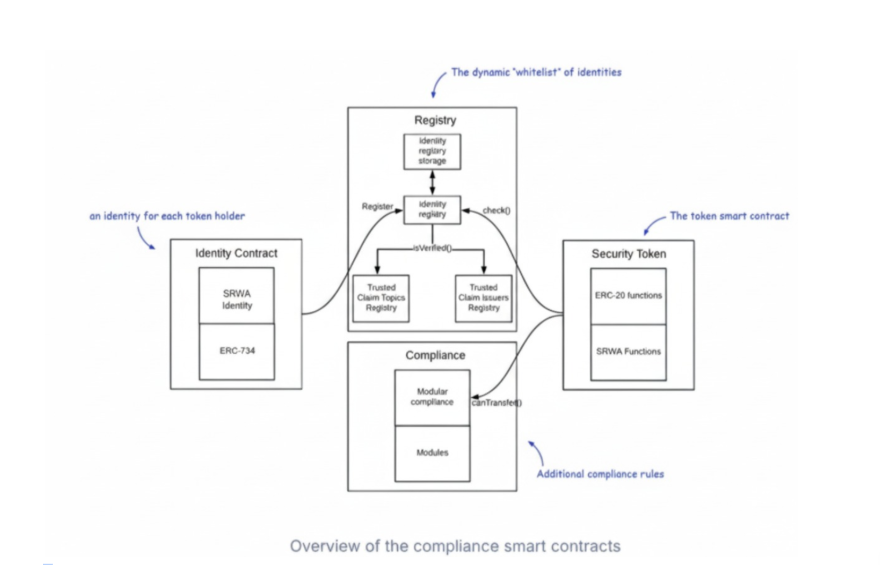 The dynamic "whitelist" of identities
Registry
Identity
registry
storage
an identity for each token holder
Register
Identity
registry
check()
The token smart contract
isVerified()
Identity Contract
SRWA
Identity
ERC-734
Trusted
Claim Topics
Registry
Trusted
Claim Issuers
Registry
Security Token
ERC-20 functions
SRWA Functions
Compliance
Modular
compliance
canTransfer()
Modules
Additional compliance rules
Overview of the compliance smart contracts